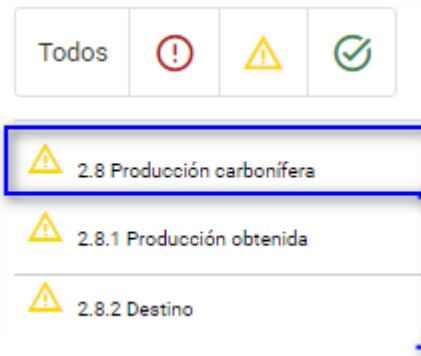 Todos
2.8 Producción carbonífera
2.8.1 Producción obtenida
2.8.2 Destino